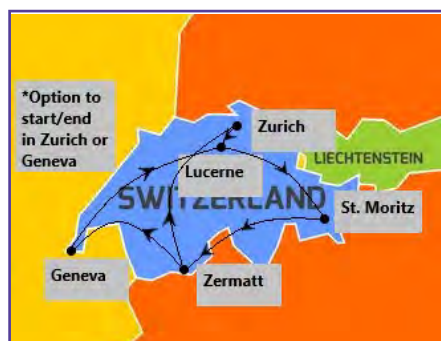 *Option to
start/end
in Zurich or
Geneva
Zurich
LIECHTENSTEIN
Lucerne
SWITZERLAND
St. Moritz
Geneva
Zermatt